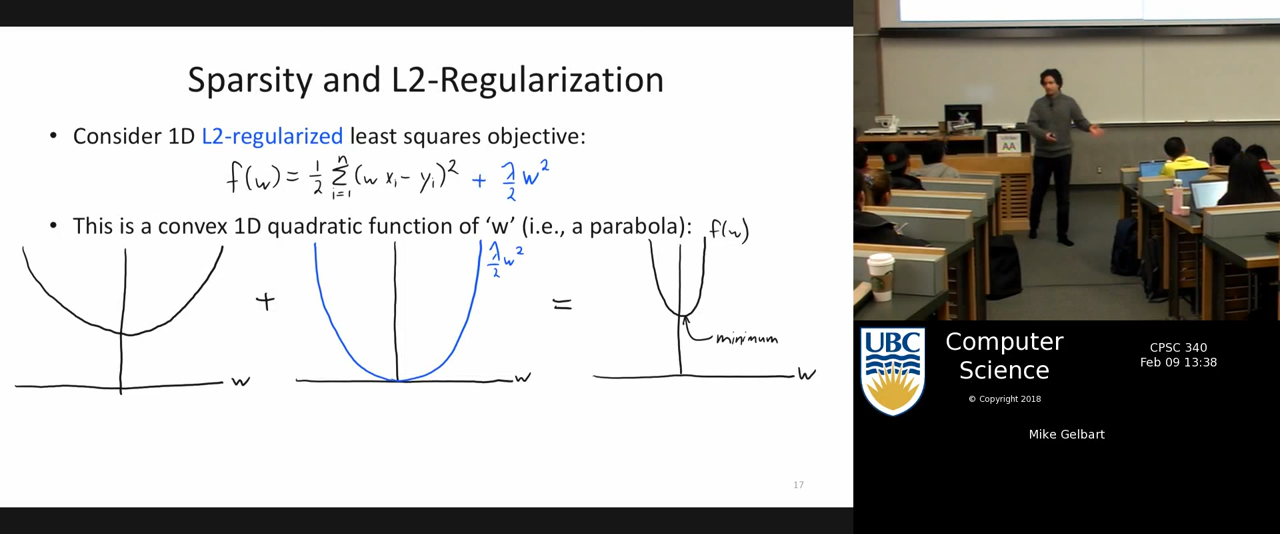 Sparsity and L2-Regularization
• Consider 1D L2-regularized least squares objective:
f(w) = 1/2 Σ_{i=1}^{n} (w x_i - y_i)² + λ/2 w²
• This is a convex 1D quadratic function of ‘w’ (i.e., a parabola): f(w)
w
+
λ/2 w²
w
=
minimum
w
17
AA
UBC
Computer
Science
© Copyright 2018
CPSC 340
Feb 09 13:38
Mike Gelbart